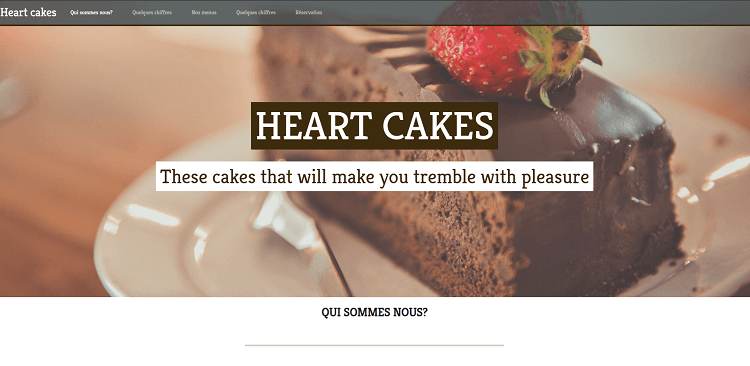 Heart cakes Qui sommes nous? Quelques chiffres Nos menus Quelques chiffres Réservation
HEART CAKES
These cakes that will make you tremble with pleasure
QUI SOMMES NOUS?